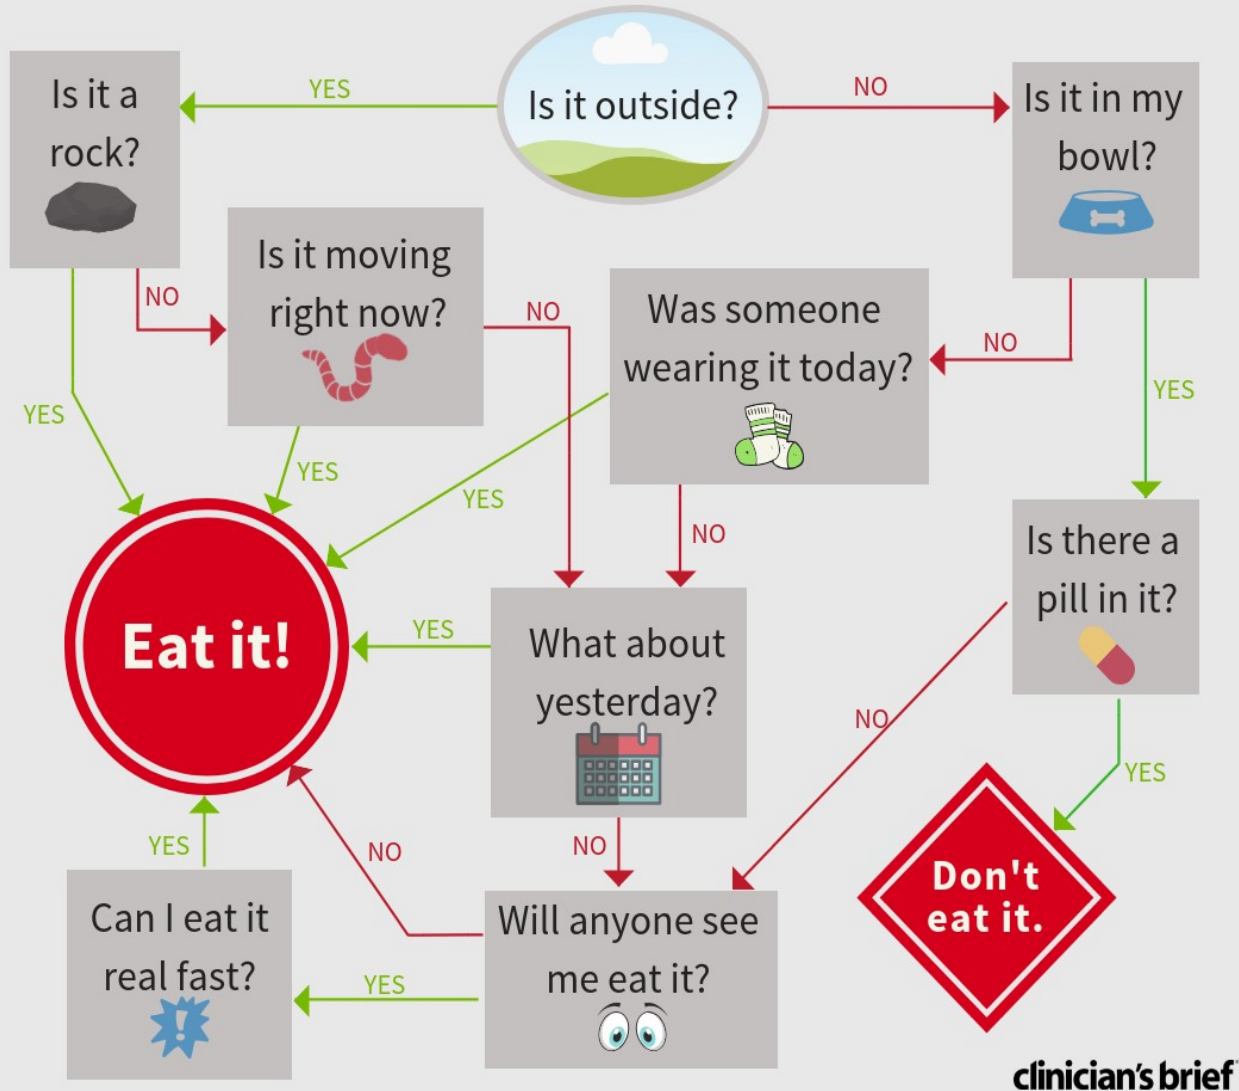 Is it outside?
YES
NO
Is it a
rock?
Is it in my
bowl?
NO
YES
Is it moving
right now?
NO
YES
Was someone
wearing it today?
NO
YES
YES
NO
Is there a
pill in it?
NO
YES
Eat it!
YES
What about
yesterday?
NO
Don't
eat it.
YES
NO
Can I eat it
real fast?
YES
Will anyone see
me eat it?
clinician's brief